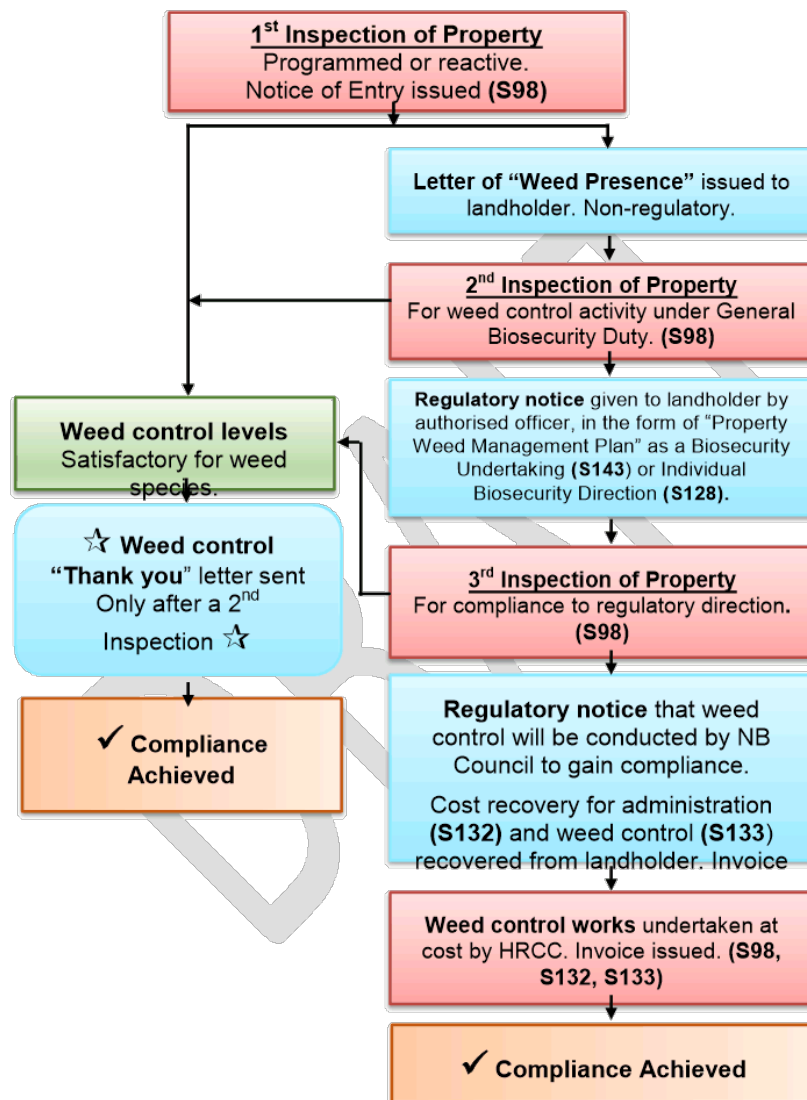 1st Inspection of Property
Programmed or reactive.
Notice of Entry issued (S98)
Letter of “Weed Presence” issued to
landholder. Non-regulatory.
2nd Inspection of Property
For weed control activity under General
Biosecurity Duty. (S98)
Regulatory notice given to landholder by
authorised officer, in the form of “Property
Weed Management Plan” as a Biosecurity
Undertaking (S143) or Individual
Biosecurity Direction (S128).
Weed control levels
Satisfactory for weed
species.
☆ Weed control
“Thank you” letter sent
Only after a 2nd
Inspection ☆
✓ Compliance
Achieved
3rd Inspection of Property
For compliance to regulatory direction.
(S98)
Regulatory notice that weed
control will be conducted by NB
Council to gain compliance.
Cost recovery for administration
(S132) and weed control (S133)
recovered from landholder. Invoice
Weed control works undertaken at
cost by HRCC. Invoice issued. (S98,
S132, S133)
✓ Compliance Achieved